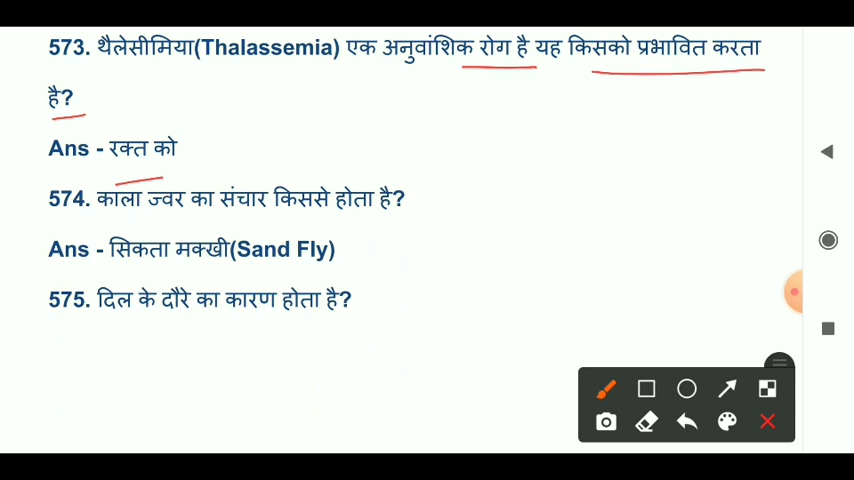 573. थैलेसीमिया(Thalassemia) एक अनुवांशिक रोग है यह किसको प्रभावित करता
है?
Ans - रक्त को
574. काला ज्वर का संचार किससे होता है?
Ans - सिकता मक्खी(Sand Fly)
575. दिल के दौरे का कारण होता है?